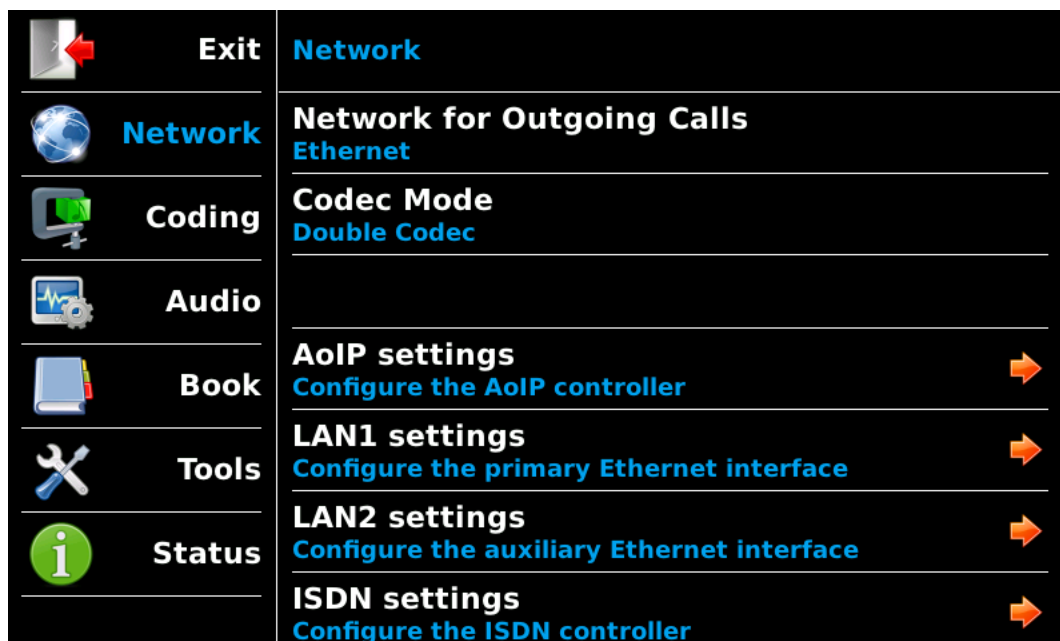 Exit
Network
Coding
Audio
Book
Tools
Status
Network
Network for Outgoing Calls
Ethernet
Codec Mode
Double Codec
AoIP settings
Configure the AoIP controller
LAN1 settings
Configure the primary Ethernet interface
LAN2 settings
Configure the auxiliary Ethernet interface
ISDN settings
Configure the ISDN controller